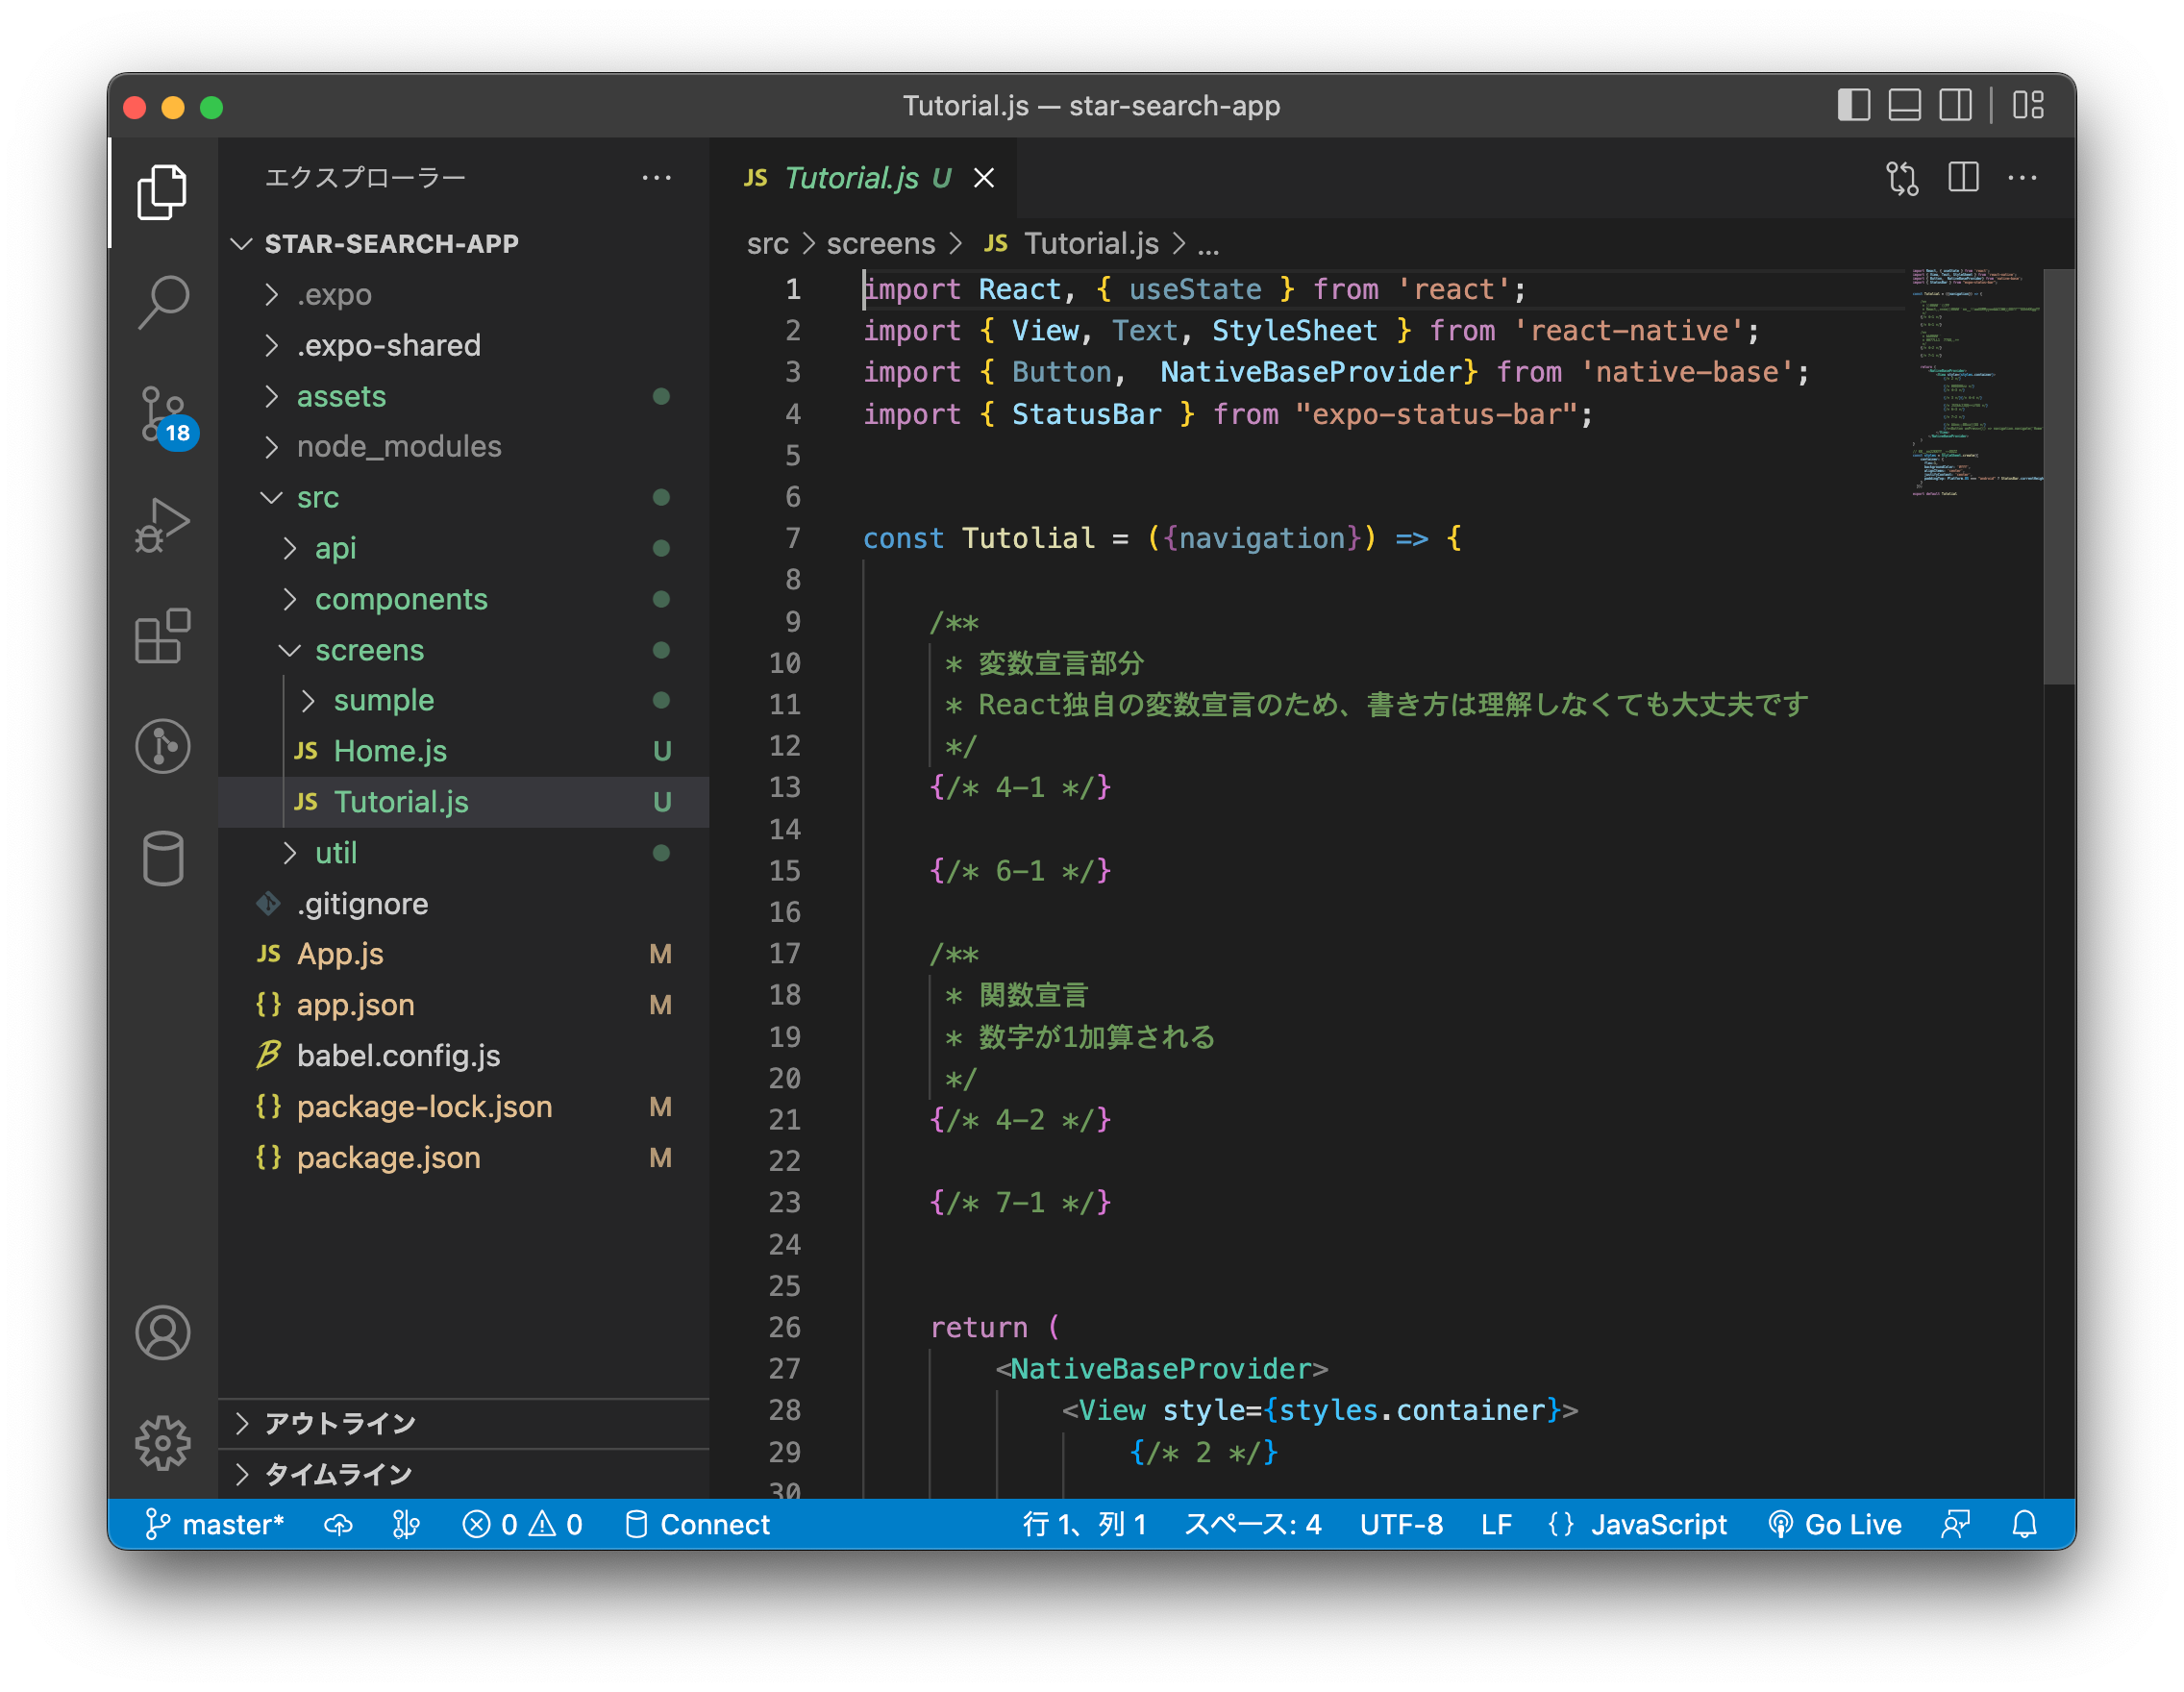 Tutorial.js — star-search-app
エクスプローラー
STAR-SEARCH-APP
.expo
.expo-shared
assets
node_modules
src
api
components
screens
sumple
JS Home.js U
JS Tutorial.js U
util
.gitignore
JS App.js M
{} app.json M
babel.config.js
{} package-lock.json M
{} package.json M
アウトライン
タイムライン
18
JS Tutorial.js U
src > screens > JS Tutorial.js > ...
1 import React, { useState } from 'react';
2 import { View, Text, StyleSheet } from 'react-native';
3 import { Button,  NativeBaseProvider} from 'native-base';
4 import { StatusBar } from "expo-status-bar";
5
6
7 const Tutolial = ({navigation}) => {
8
9 /**
10 * 変数宣言部分
11 * React独自の変数宣言のため、書き方は理解しなくても大丈夫です
12 */
13 {/* 4-1 */}
14
15 {/* 6-1 */}
16
17 /**
18 * 関数宣言
19 * 数字が1加算される
20 */
21 {/* 4-2 */}
22
23 {/* 7-1 */}
24
25
26 return (
27 <NativeBaseProvider>
28 <View style={styles.container}>
29 {/* 2 */}
30
master* 0 0 Connect 行 1、列 1 スペース: 4 UTF-8 LF {} JavaScript Go Live